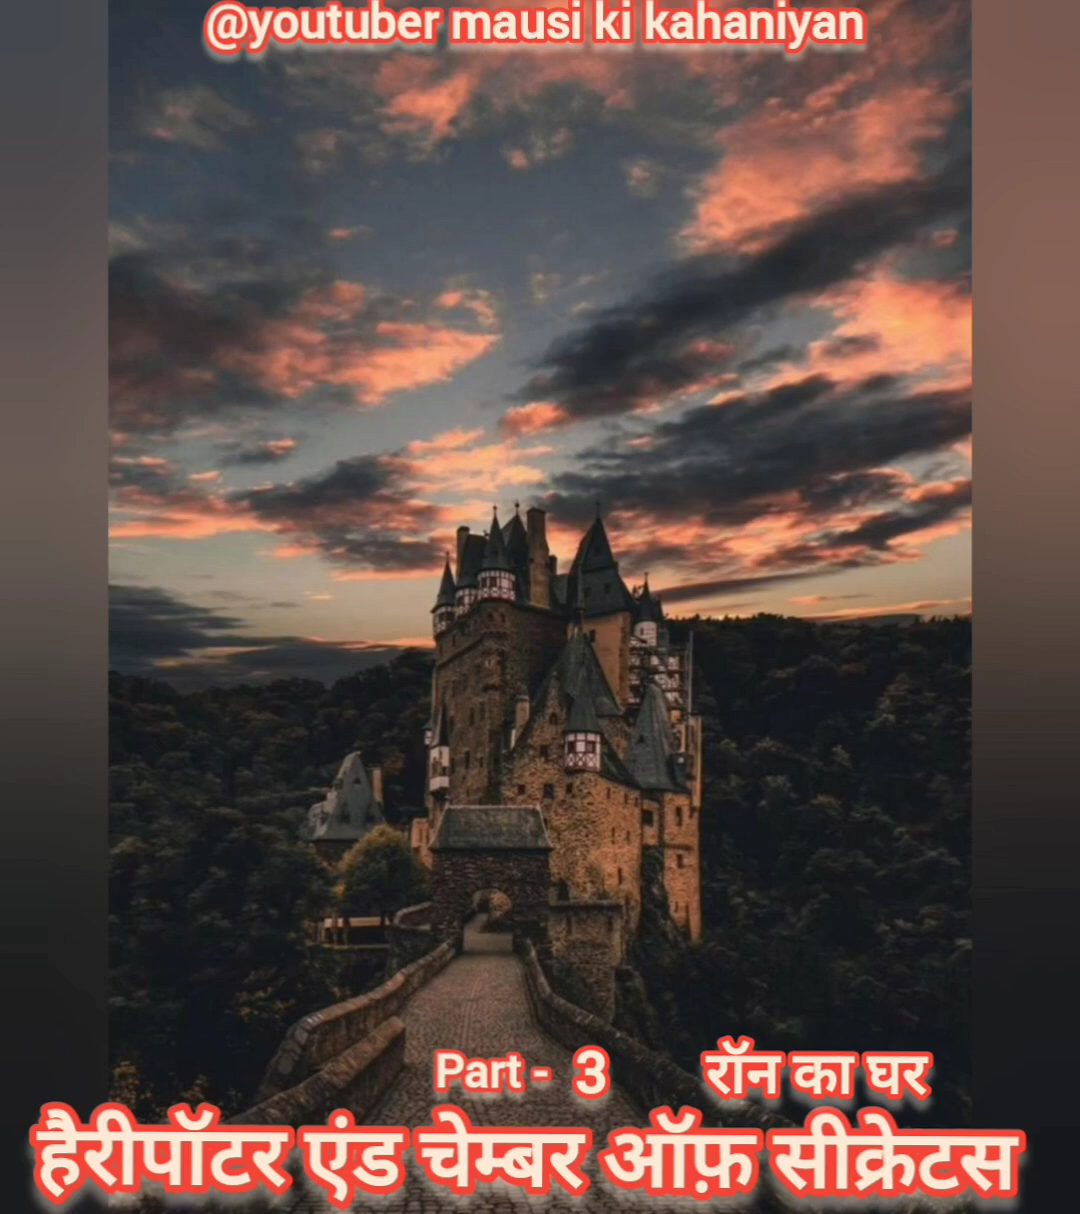 @youtuber mausi ki kahaniyan
Part - 3 रॉन का घर
हैरीपॉटर एंड चेम्बर ऑफ़ सीक्रेटस